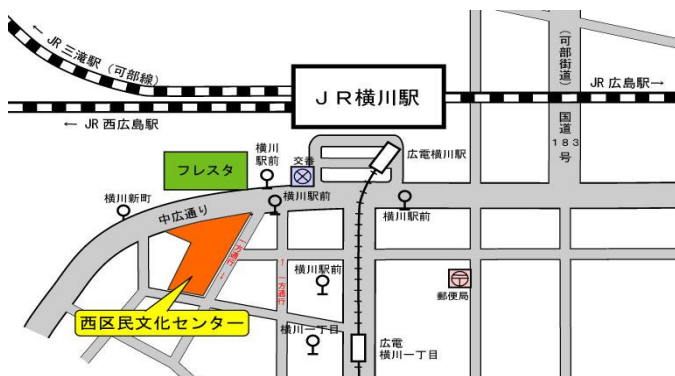 ← JR 三滝駅 (可部線)
JR横川駅
(可部街道)
JR 広島駅→
← JR 西広島駅
国道
183
号
横川
駅前
交番
広電横川駅
フレスタ
横川新町
中広通り
横川駅前
横川駅前
一方通行→
横川駅前
↑一方通行
郵便局
西区民文化センター
横川一丁目
広電
横川一丁目